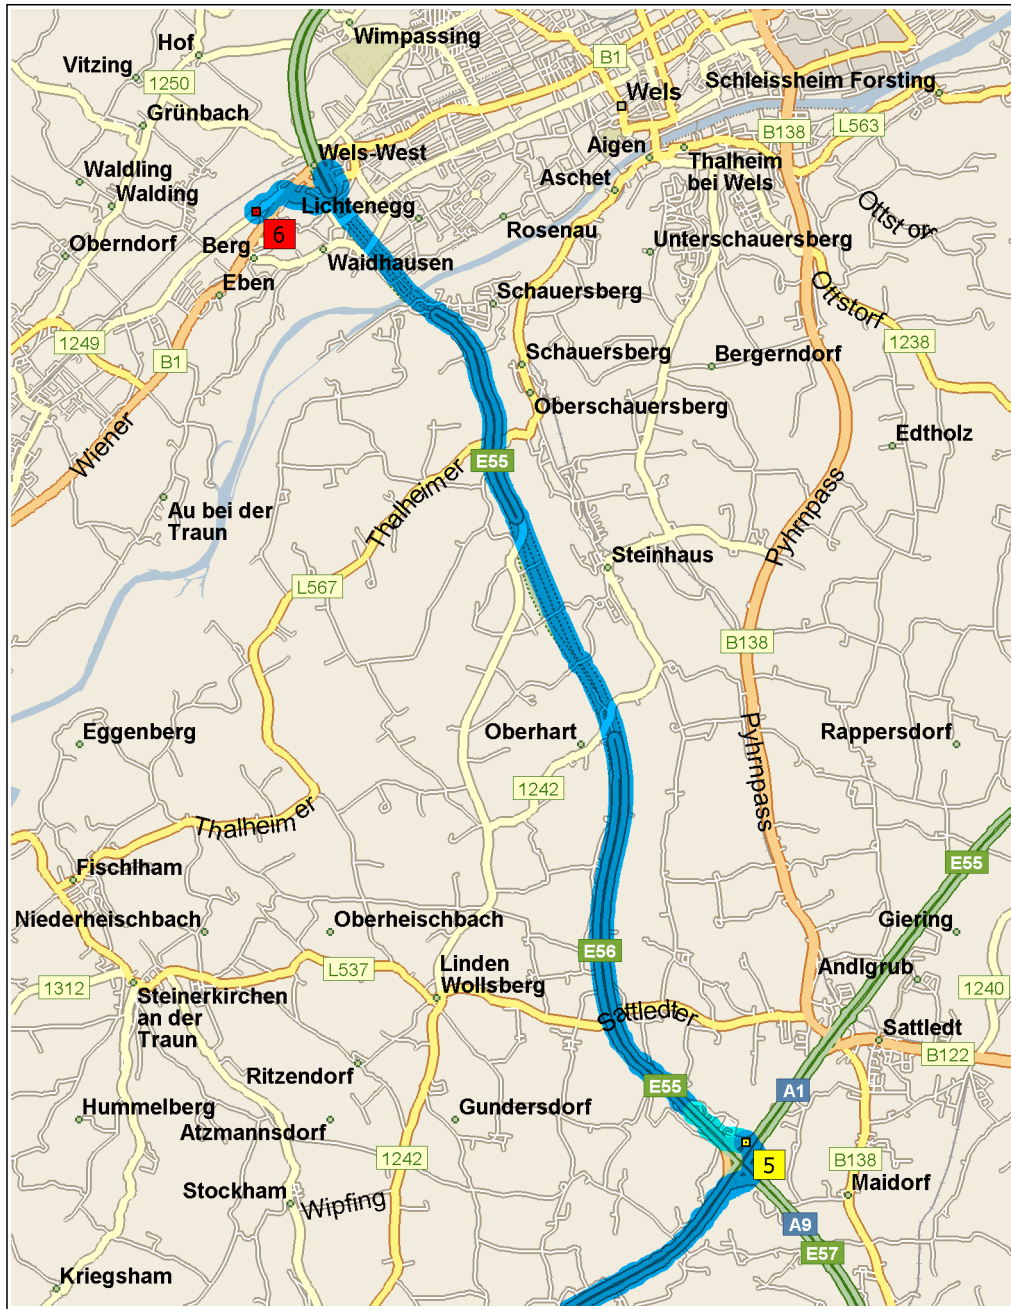 Wimpassing
Hof
Vitzing
B1
1250
Wels
Schleissheim Forsting
Grünbach
L563
B138
Aigen
Wels-West
Thalheim
bei Wels
Waldling
Walding
Aschet
Lichtenegg
Ottst orf
Rosenau
6
Oberndorf
Berg
Unterschauersberg
Waidhausen
Eben
Schauersberg
Ottstorf
1249
1238
Schauersberg
Bergerndorf
B1
Oberschauersberg
Wiener
Edtholz
E55
Thalheimer
Au bei der
Traun
Pyhrnpass
Steinhaus
L567
B138
Eggenberg
Oberhart
Rappersdorf
Pyhrnpass
1242
Thalheimer
E55
Fischlham
Niederheischbach
Oberheischbach
Giering
E56
Linden
Wollsberg
L537
Andlgrub
1312
Steinerkirchen
an der
Traun
1240
Sattledter
Sattledt
B122
Ritzendorf
E55
A1
Hummelberg
Gundersdorf
Atzmannsdorf
1242
5
B138
Stockham
Wipfing
Maidorf
A9
E57
Kriegsham